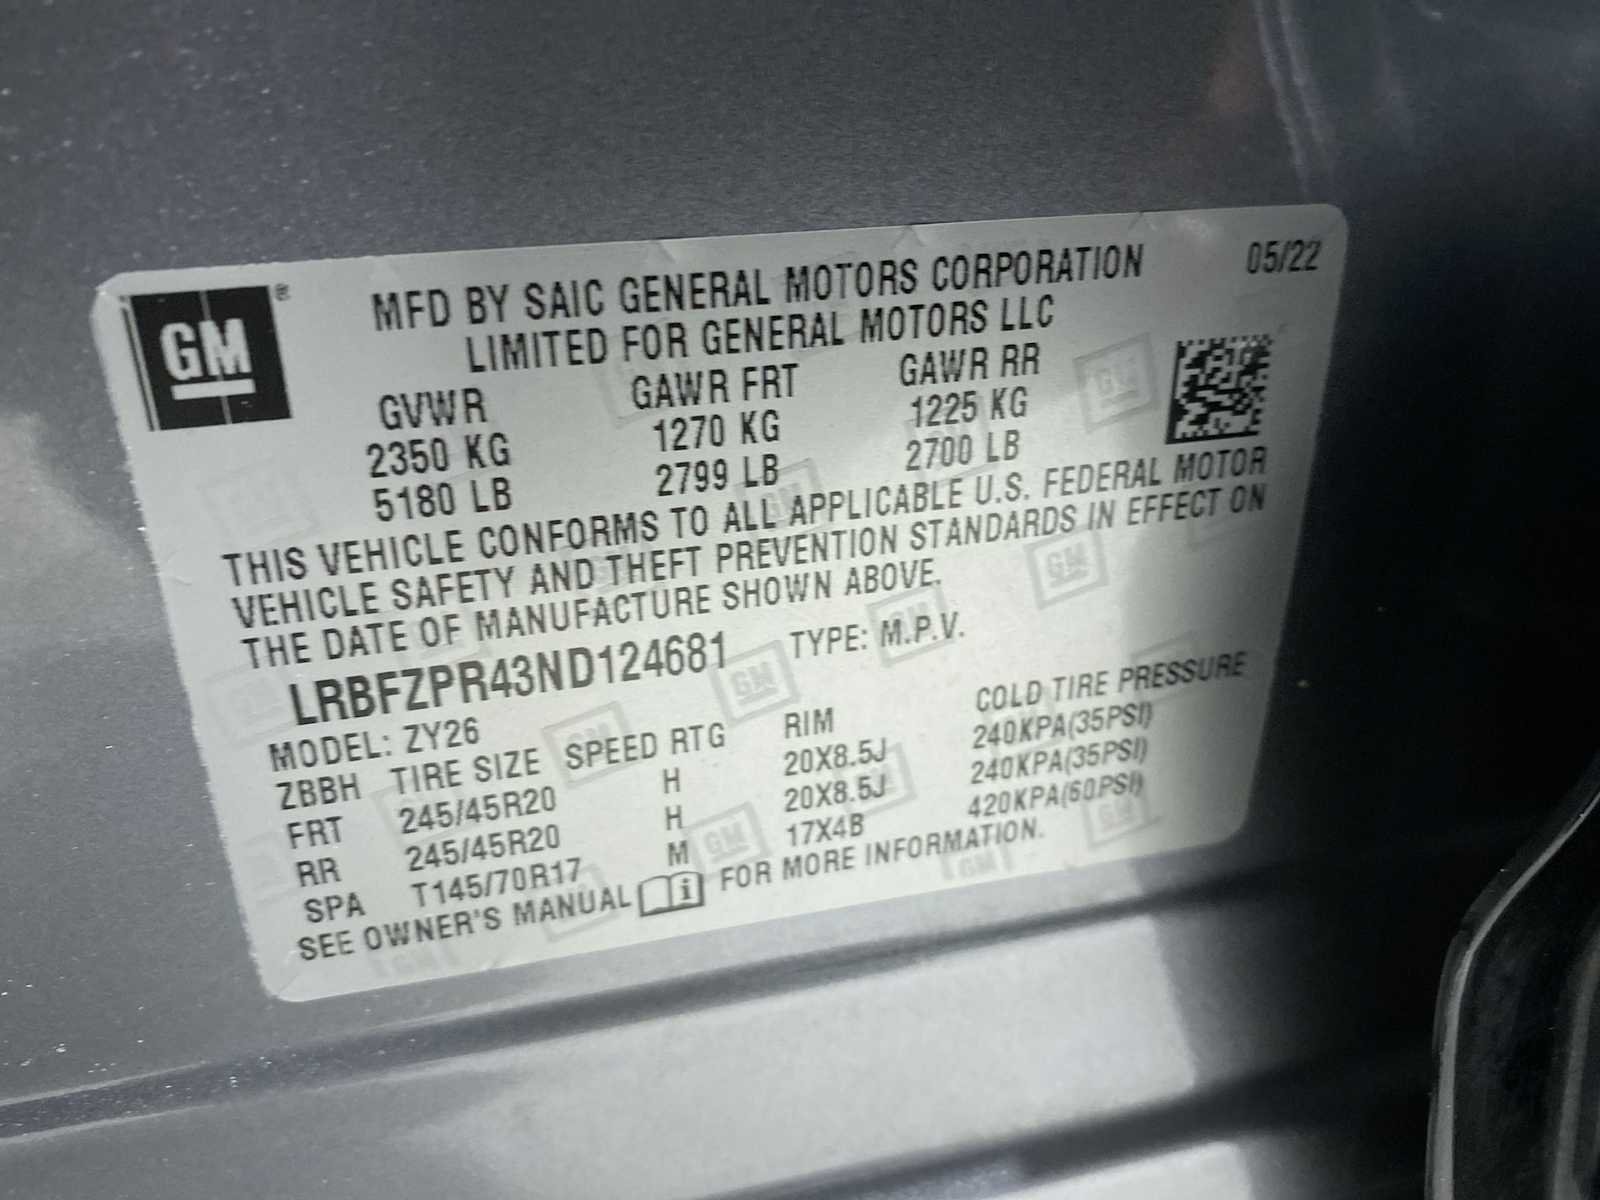 GM ®
MFD BY SAIC GENERAL MOTORS CORPORATION 05/22
LIMITED FOR GENERAL MOTORS LLC
GVWR GAWR FRT GAWR RR
2350 KG 1270 KG 1225 KG
5180 LB 2799 LB 2700 LB
THIS VEHICLE CONFORMS TO ALL APPLICABLE U.S. FEDERAL MOTOR
VEHICLE SAFETY AND THEFT PREVENTION STANDARDS IN EFFECT ON
THE DATE OF MANUFACTURE SHOWN ABOVE.
LRBFZPR43ND124681 TYPE: M.P.V.
MODEL: ZY26
ZBBH TIRE SIZE SPEED RTG RIM COLD TIRE PRESSURE
FRT 245/45R20 H 20X8.5J 240KPA(35PSI)
RR 245/45R20 H 20X8.5J 240KPA(35PSI)
SPA T145/70R17 M 17X4B 420KPA(60PSI)
SEE OWNER'S MANUAL i FOR MORE INFORMATION.